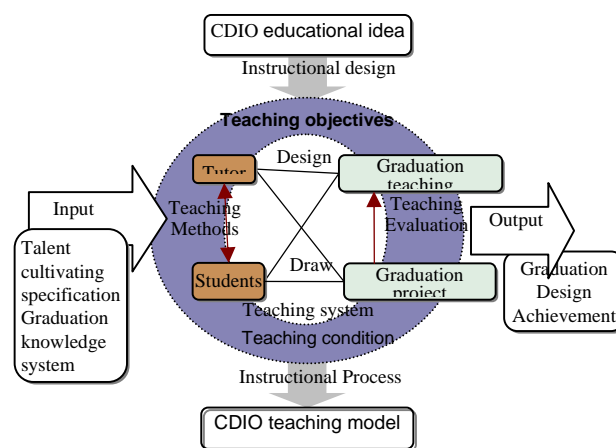 CDIO educational idea
Instructional design
Teaching objectives
Design
Tutor
Graduation
teaching
Input
Teaching
Methods
Teaching
Evaluation
Output
Talent
cultivating
specification
Graduation
knowledge
system
Students
Draw
Graduation
project
Graduation
Design
Achievement
Teaching system
Teaching condition
Instructional Process
CDIO teaching model